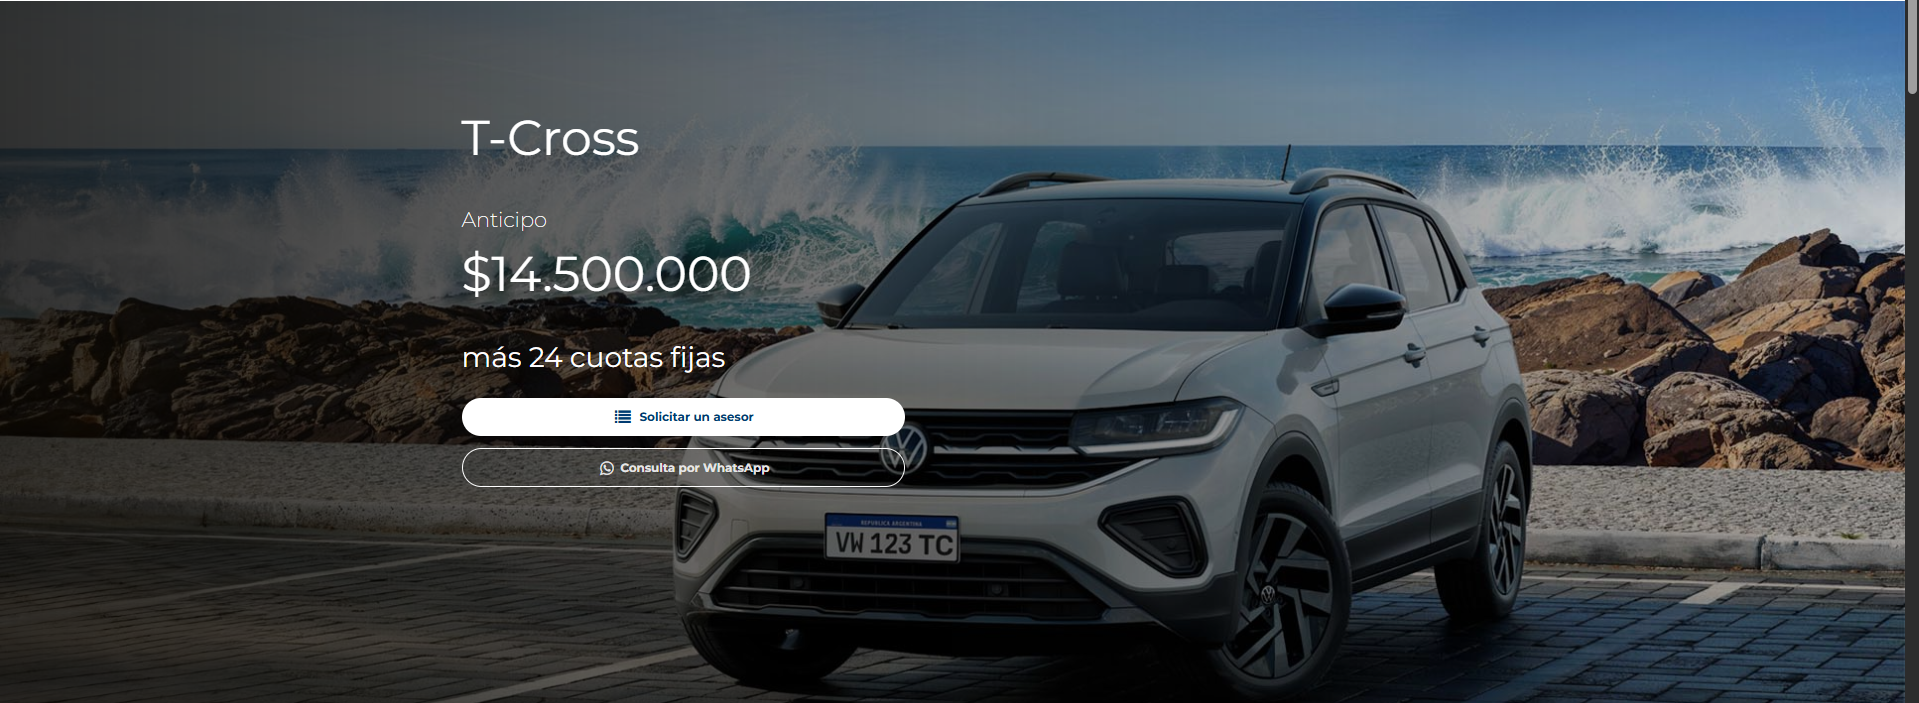 T-Cross
Anticipo
$14.500.000
más 24 cuotas fijas
Solicitar un asesor
Consulta por WhatsApp
REPUBLICA ARGENTINA
VW 123 TC